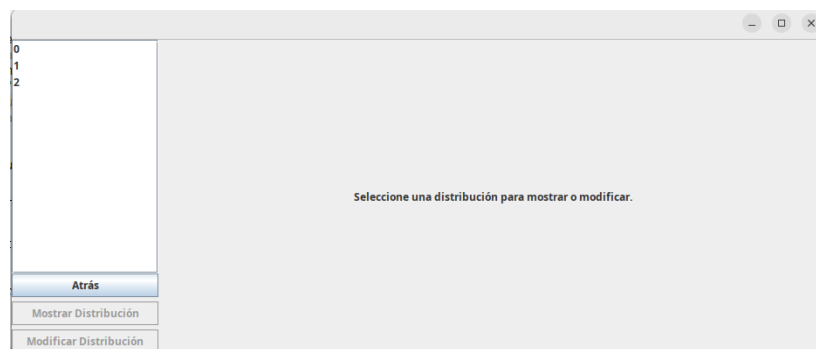 0
1
2
Seleccione una distribución para mostrar o modificar.
Atrás
Mostrar Distribución
Modificar Distribución